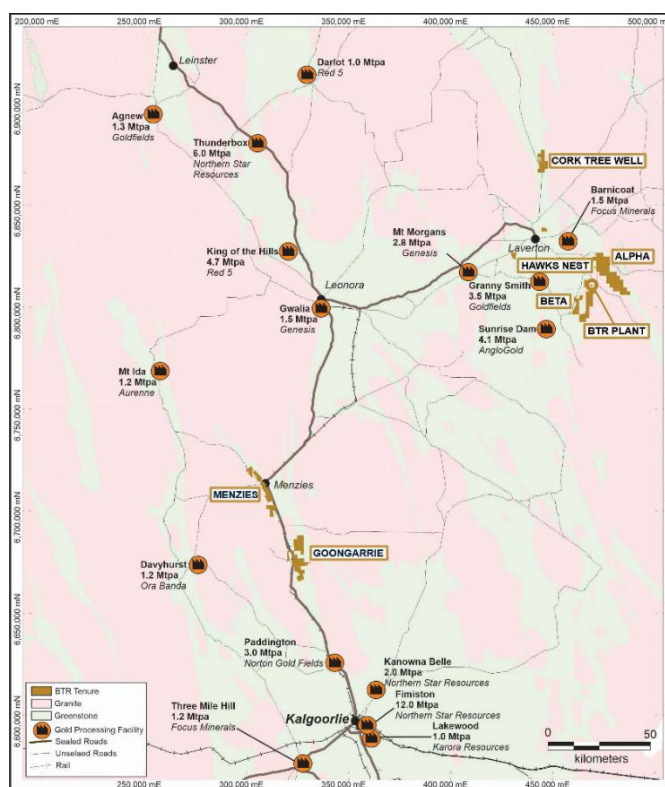 200,000 mE
250,000 mE
300,000 mE
350,000 mE
400,000 mE
450,000 mE
500,000 mE
Leinster
Darlot 1.0 Mtpa
Red 5
6,900,000 mN
Agnew
1.3 Mtpa
Goldfields
Thunderbox
6.0 Mtpa
Northern Star
Resources
CORK TREE WELL
Barnicoat
1.5 Mtpa
Focus Minerals
6,850,000 mN
Mt Morgans
2.8 Mtpa
Genesis
Laverton
King of the Hills
4.7 Mtpa
Red 5
HAWKS NEST
ALPHA
Leonora
Granny Smith
3.5 Mtpa
Goldfields
BETA
BTR PLANT
6,800,000 mN
Gwalia
1.5 Mtpa
Genesis
Sunrise Dam
4.1 Mtpa
AngloGold
Mt Ida
1.2 Mtpa
Aurenne
6,750,000 mN
Menzies
MENZIES
6,700,000 mN
GOONGARRIE
Davyhurst
1.2 Mtpa
Ora Banda
6,650,000 mN
Paddington
3.0 Mtpa
Norton Gold Fields
Kanowna Belle
2.0 Mtpa
Northern Star Resources
Fimiston
12.0 Mtpa
Northern Star Resources
Three Mile Hill
1.2 Mtpa
Focus Minerals
Kalgoorlie
Lakewood
1.0 Mtpa
Karora Resources
6,600,000 mN
BTR Tenure
Granite
Greenstone
Gold Processing Facility
Sealed Roads
Unselaed Roads
Rail
0 50
kilometers
200,000 mE
250,000 mE
300,000 mE
350,000 mE
400,000 mE
450,000 mE
500,000 mE